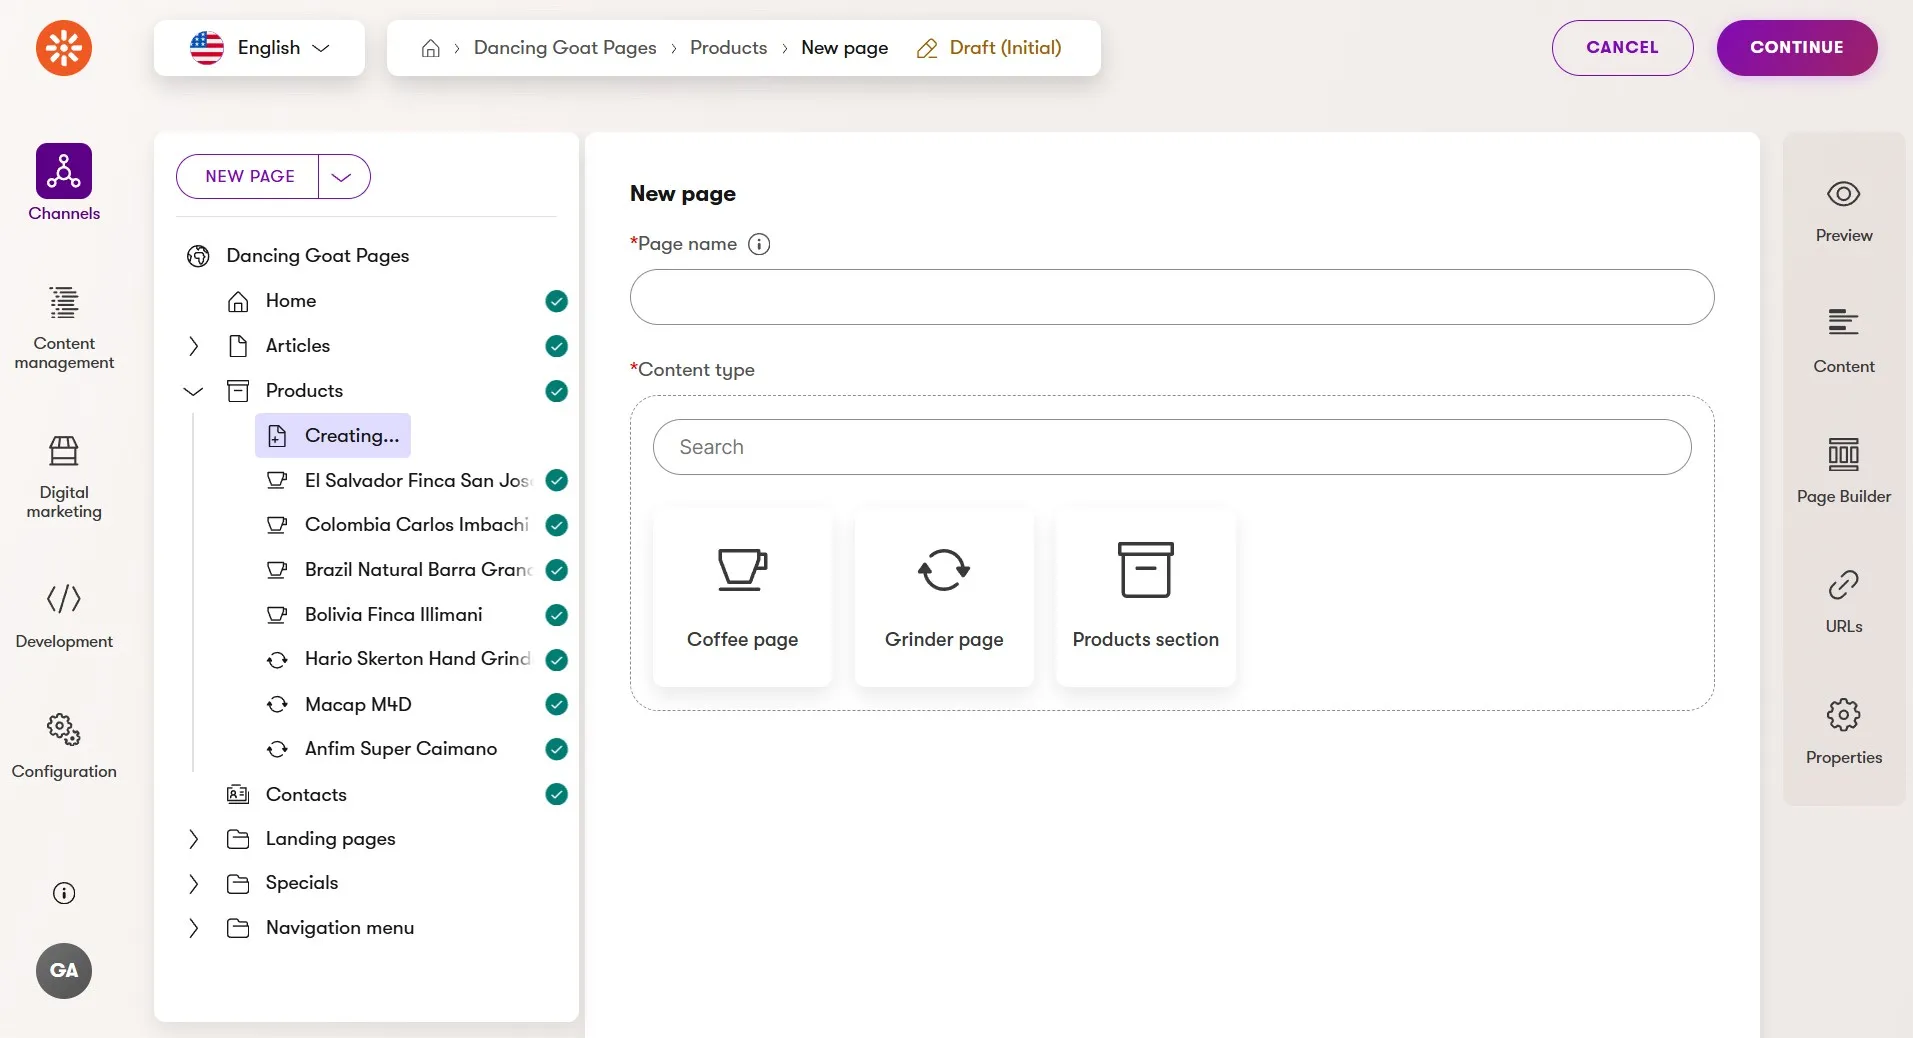 English
Dancing Goat Pages
Products
New page
Draft (Initial)
CANCEL
CONTINUE
Channels
Content
management
Digital
marketing
Development
Configuration
GA
NEW PAGE
Dancing Goat Pages
Home
Articles
Products
Creating...
El Salvador Finca San Jos
Colombia Carlos Imbachi
Brazil Natural Barra Gran
Bolivia Finca Illimani
Hario Skerton Hand Grind
Macap M4D
Anfim Super Caimano
Contacts
Landing pages
Specials
Navigation menu
New page
*Page name
*Content type
Search
Coffee page
Grinder page
Products section
Preview
Content
Page Builder
URLs
Properties